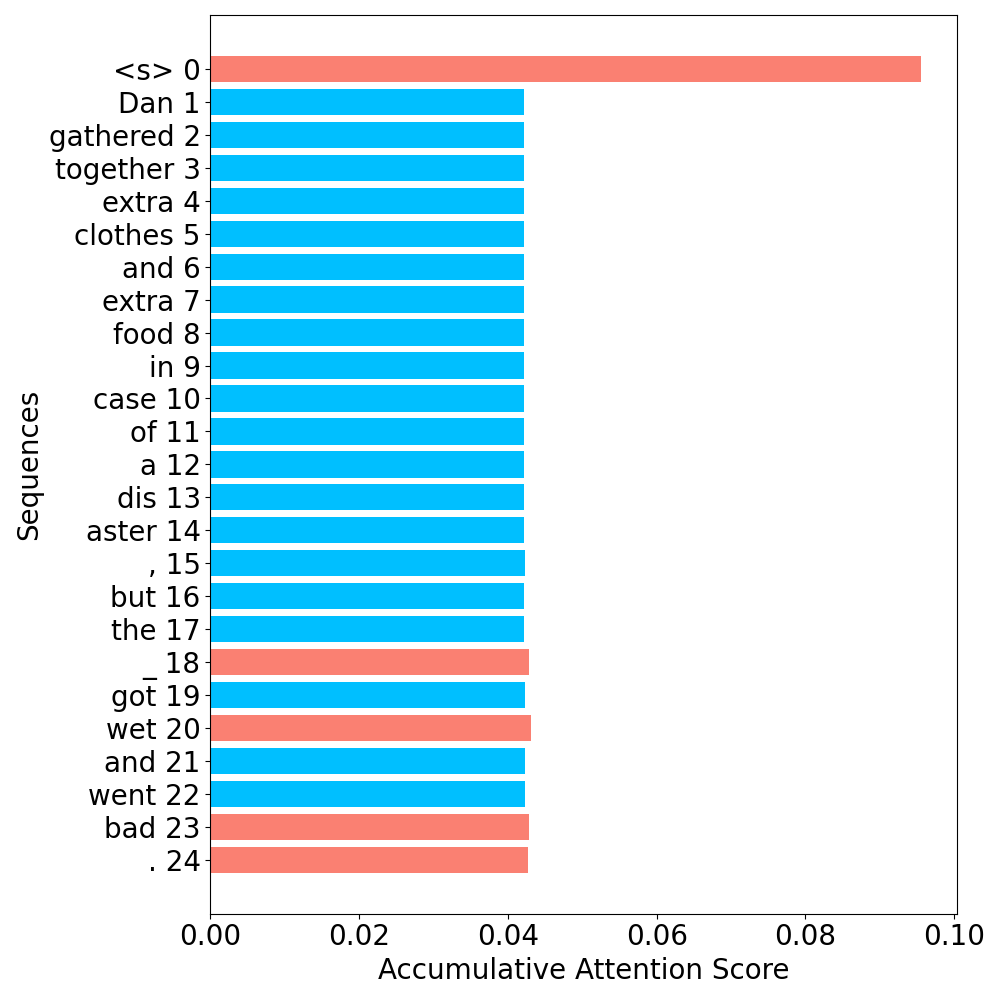 <s> 0
Dan 1
gathered 2
together 3
extra 4
clothes 5
and 6
extra 7
food 8
in 9
case 10
of 11
a 12
dis 13
aster 14
, 15
but 16
the 17
_ 18
got 19
wet 20
and 21
went 22
bad 23
. 24
Sequences
0.00 0.02 0.04 0.06 0.08 0.10
Accumulative Attention Score